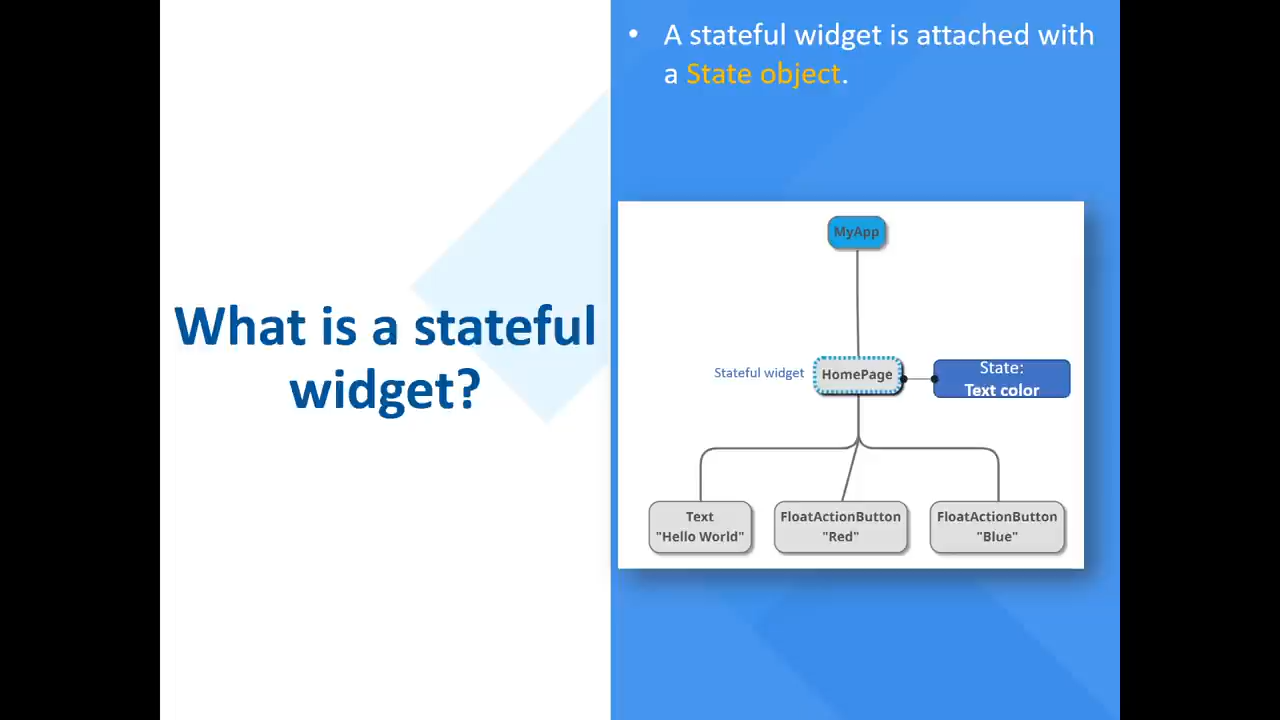 What is a stateful
widget?
• A stateful widget is attached with
a State object.
MyApp
Stateful widget
HomePage
State:
Text color
Text
"Hello World"
FloatActionButton
"Red"
FloatActionButton
"Blue"